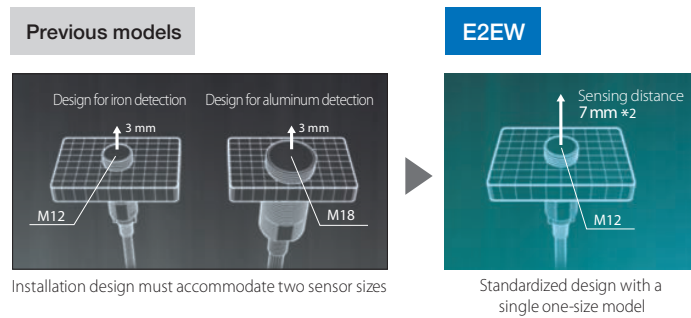 Previous models
Design for iron detection
Design for aluminum detection
3 mm
3 mm
M12
M18
Installation design must accommodate two sensor sizes
E2EW
Sensing distance
7 mm *2
M12
Standardized design with a
single one-size model